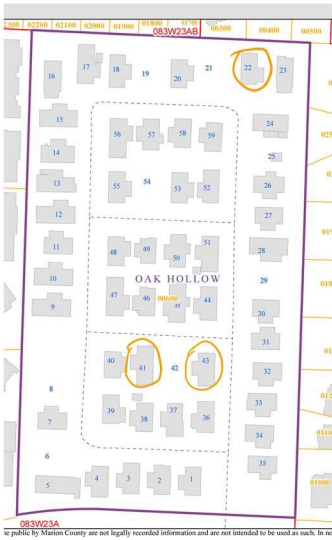 2300 02200 02100 02000 01900 01800 01700 00300 00400 00500
083W23AB
16 17 18 19 20 21 22 23
15 56 57 58 59 24
14 25
13 55 54 53 52 26
12 27
11 48 49 50 51 28
OAK HOLLOW
10 29
9 47 46 00600 44 30
31
40 41 42 43 32
8
39 38 37 36 33
7 34
6 35
5 4 3 2 1 01000
083W23A
se public by Marion County are not legally recorded information and are not intended to be used as such. In re